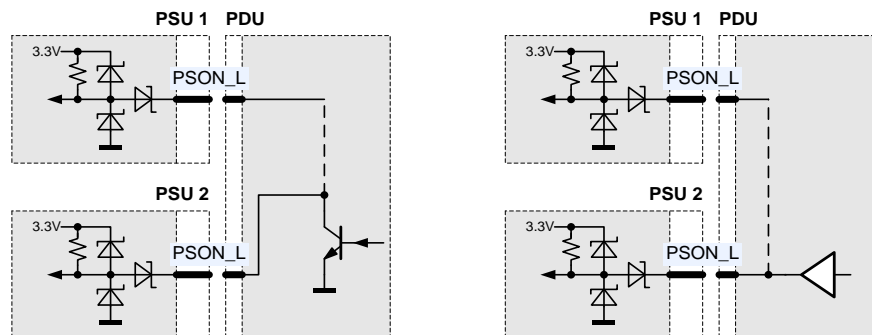 PSU 1 PDU PSU 1 PDU
3.3V 3.3V
PSON_L PSON_L
PSU 2 PSU 2
3.3V 3.3V
PSON_L PSON_L